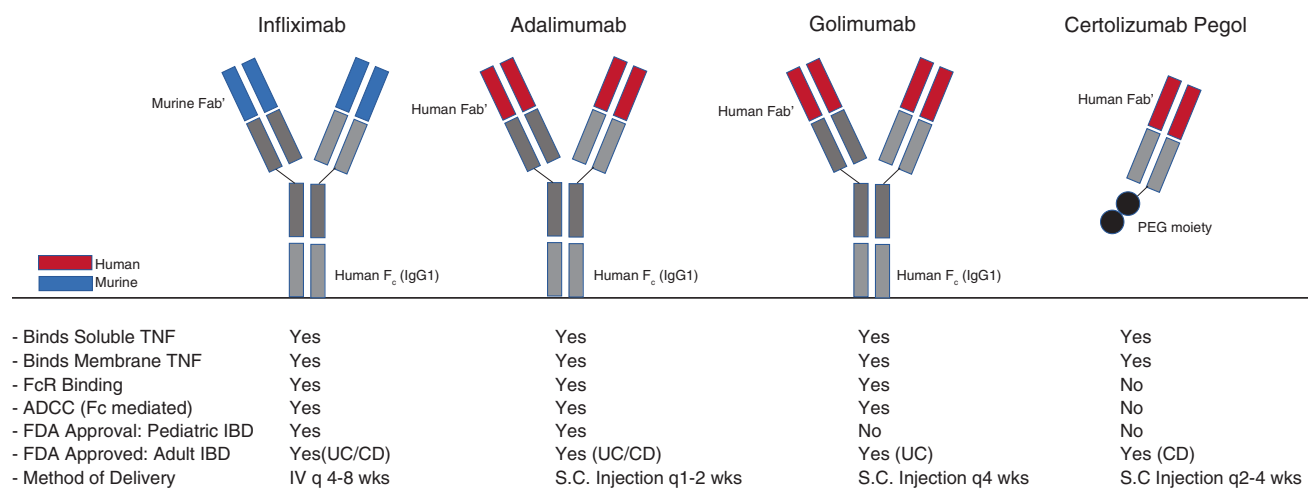 Infliximab Adalimumab Golimumab Certolizumab Pegol
Murine Fab' Human Fab' Human Fab' Human Fab'
PEG moiety
Human
Murine
Human Fc (IgG1) Human Fc (IgG1) Human Fc (IgG1)
- Binds Soluble TNF Yes Yes Yes Yes
- Binds Membrane TNF Yes Yes Yes Yes
- FcR Binding Yes Yes Yes No
- ADCC (Fc mediated) Yes Yes Yes No
- FDA Approval: Pediatric IBD Yes Yes No No
- FDA Approved: Adult IBD Yes(UC/CD) Yes (UC/CD) Yes (UC) Yes (CD)
- Method of Delivery IV q 4-8 wks S.C. Injection q1-2 wks S.C. Injection q4 wks S.C Injection q2-4 wks